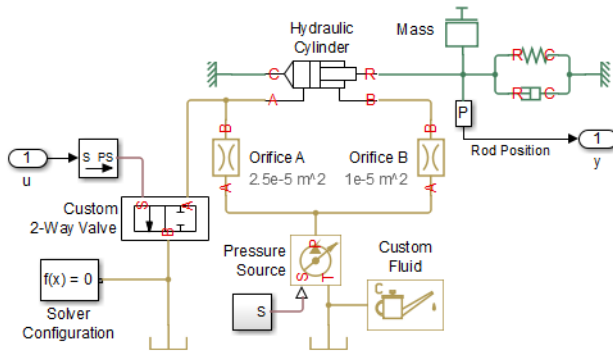 Hydraulic
Cylinder
Mass
C
R
A
B
R
C
R
C
P
Rod Position
1
y
1
u
S PS
B
Orifice A
2.5e-5 m^2
A
Orifice B
1e-5 m^2
B
A
S
A
B
Custom
2-Way Valve
f(x) = 0
Solver
Configuration
Pressure
Source
P
S
T
S
Custom
Fluid
C